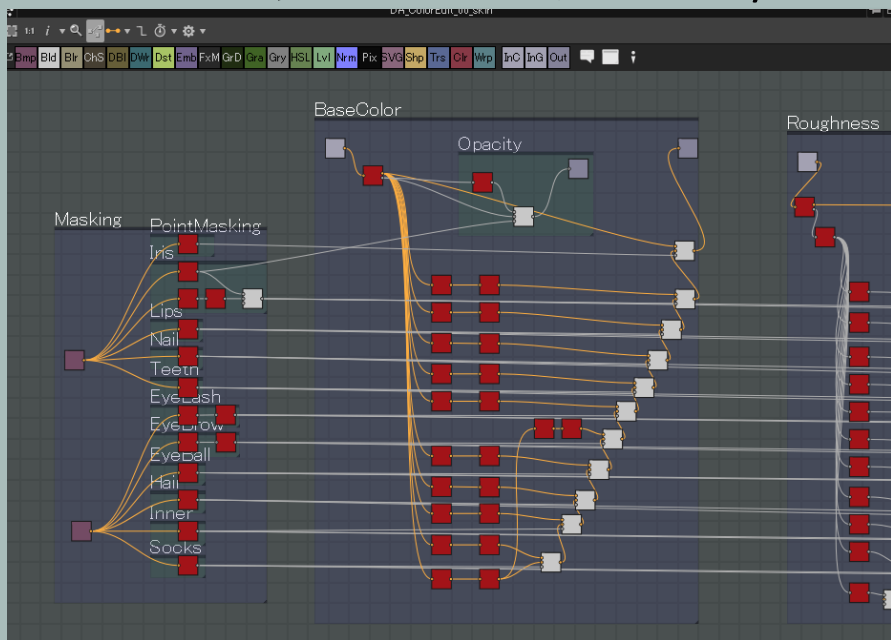 DA_ColorEdit_00_skin
1:1 i
Bmp Bld Blr ChS DBl DWr Dst Emb FxM GrD Gra Gry HSL Lvl Nrm Pix SVG Shp Trs Clr Wrp InC InG Out
BaseColor
Roughness
Opacity
Masking
PointMasking
Iris
Lips
Nail
Teeth
EyeLash
EyeBrow
EyeBall
Hair
Inner
Socks